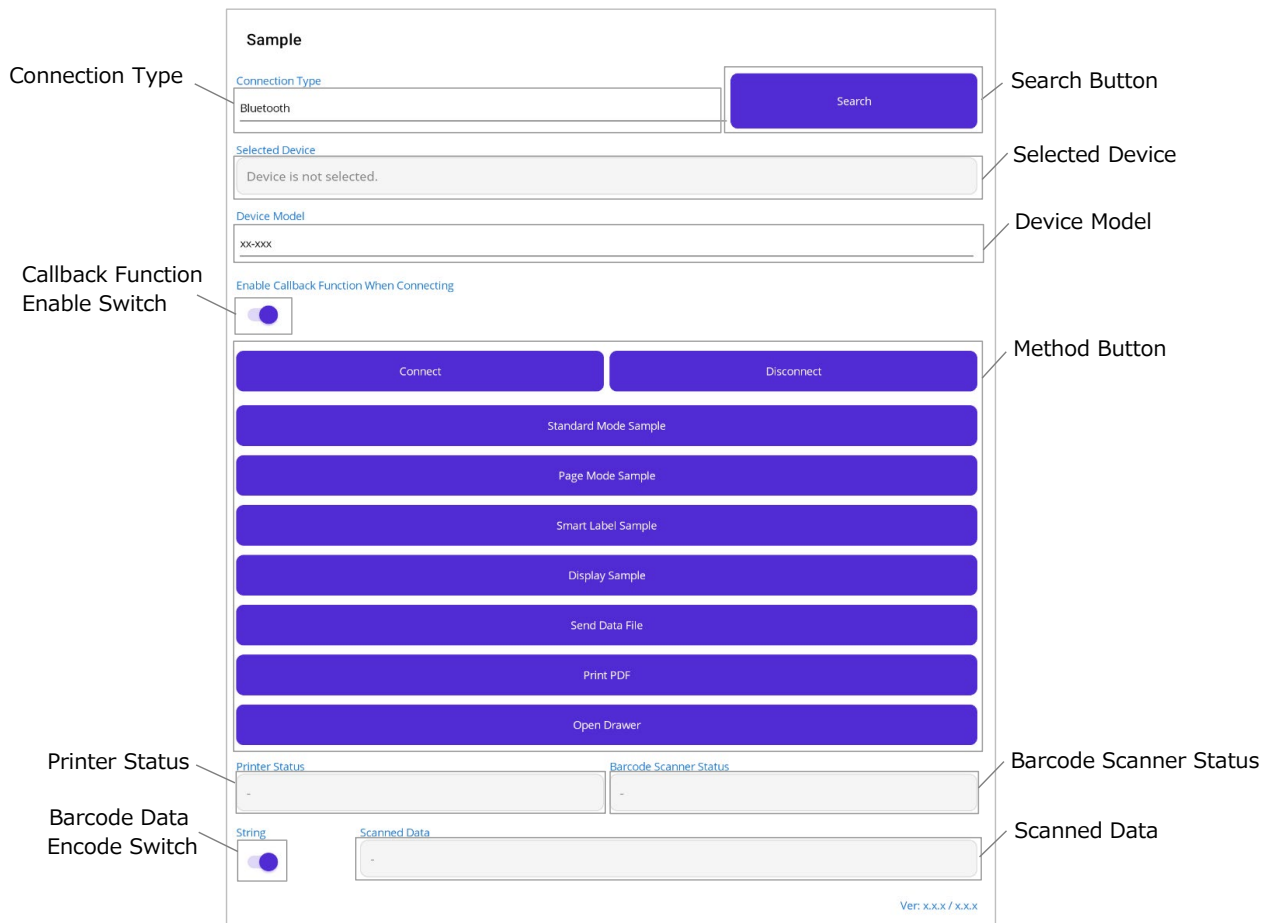 Sample
Connection Type
Connection Type
Bluetooth
Search
Search Button
Selected Device
Device is not selected.
Selected Device
Device Model
xx-xxx
Device Model
Callback Function
Enable Switch
Enable Callback Function When Connecting
Method Button
Connect
Disconnect
Standard Mode Sample
Page Mode Sample
Smart Label Sample
Display Sample
Send Data File
Print PDF
Open Drawer
Printer Status
Printer Status
-
Barcode Scanner Status
-
Barcode Scanner Status
Barcode Data
Encode Switch
String
Scanned Data
-
Scanned Data
Ver: x.x.x / x.x.x